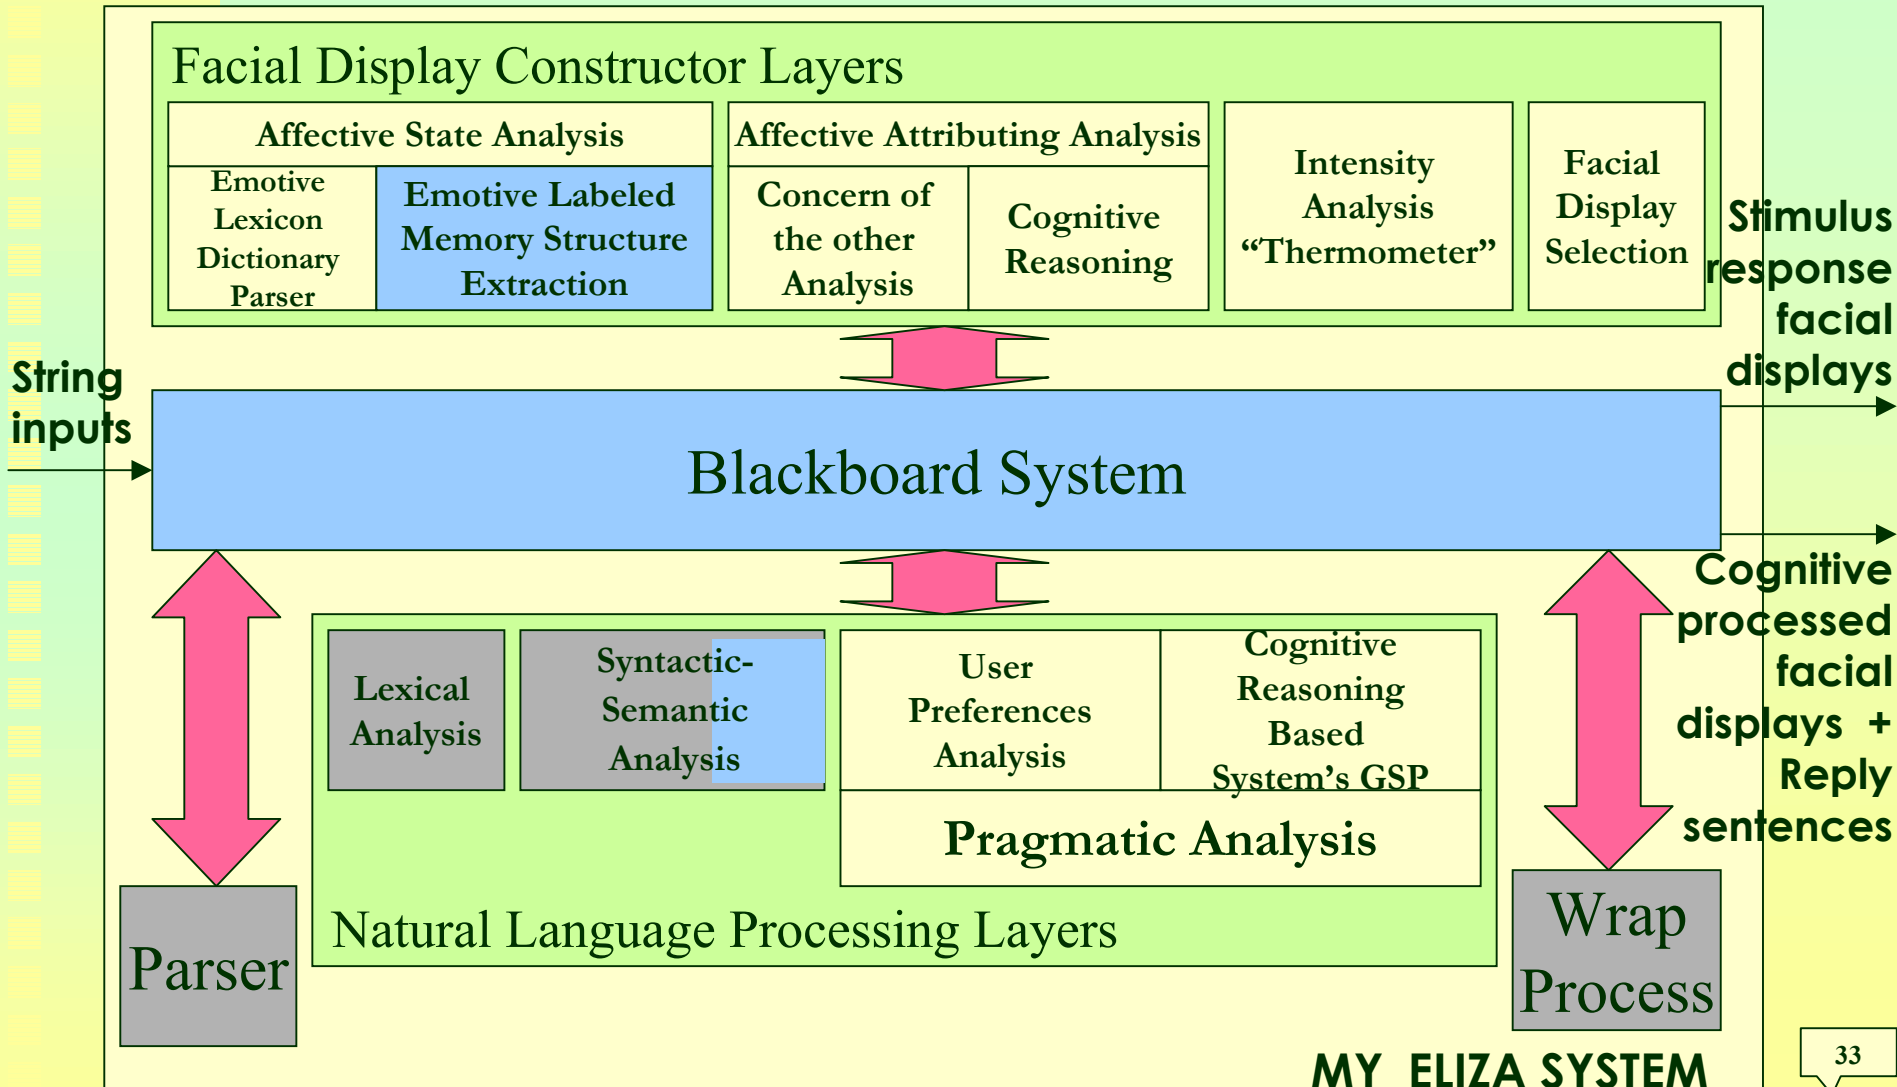 Facial Display Constructor Layers
Affective State Analysis
Emotive
Lexicon
Dictionary
Parser
Emotive Labeled
Memory Structure
Extraction
Affective Attributing Analysis
Concern of
the other
Analysis
Cognitive
Reasoning
Intensity
Analysis
“Thermometer”
Facial
Display
Selection
Stimulus
response
facial
displays
String
inputs
Blackboard System
Cognitive
processed
facial
displays +
Reply
sentences
Lexical
Analysis
Syntactic-
Semantic
Analysis
User
Preferences
Analysis
Cognitive
Reasoning
Based
System's GSP
Pragmatic Analysis
Natural Language Processing Layers
Parser
Wrap
Process
MY ELIZA SYSTEM
33